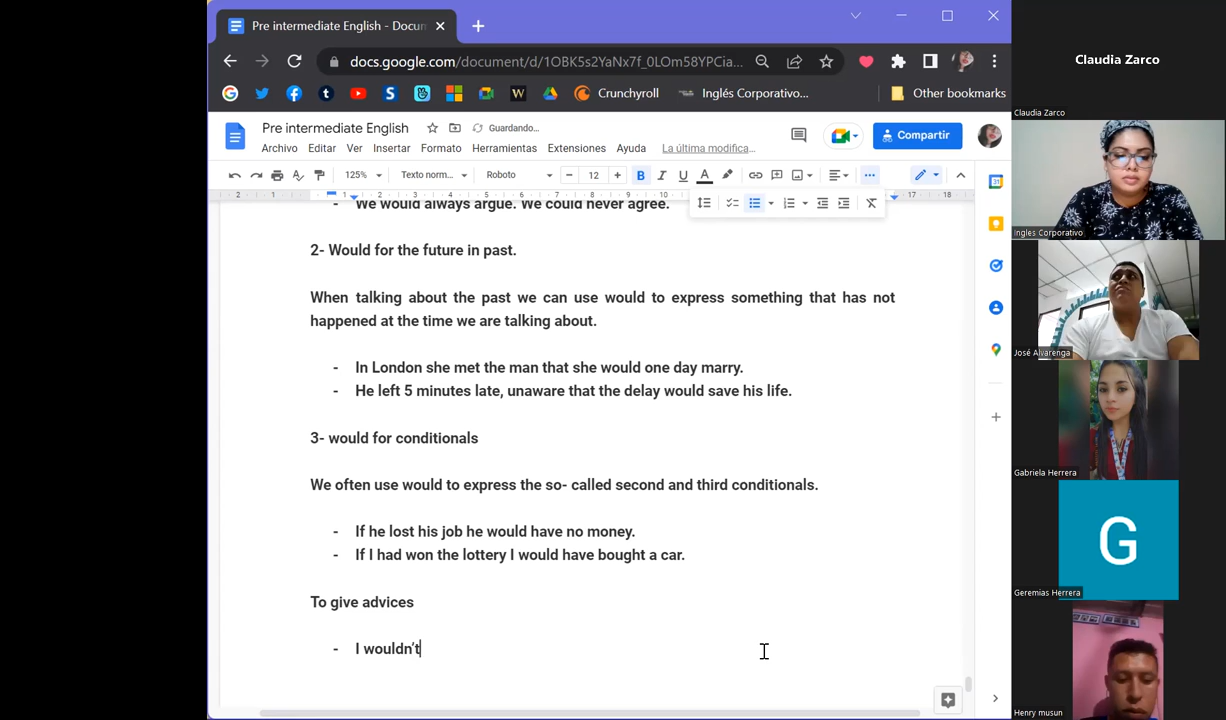 Pre intermediate English - Docun
docs.google.com/document/d/1OBK5s2YaNx7f_0LOm58YPCia...
Crunchyroll
Inglés Corporativo...
Other bookmarks
Pre intermediate English
Guardando...
Compartir
Archivo Editar Ver Insertar Formato Herramientas Extensiones Ayuda La última modifica...
125% Texto norm... Roboto 12
- We would always argue. We could never agree.
2- Would for the future in past.
When talking about the past we can use would to express something that has not
happened at the time we are talking about.
- In London she met the man that she would one day marry.
- He left 5 minutes late, unaware that the delay would save his life.
3- would for conditionals
We often use would to express the so- called second and third conditionals.
- If he lost his job he would have no money.
- If I had won the lottery I would have bought a car.
To give advices
- I wouldn't
Claudia Zarco
Claudia Zarco
Ingles Corporativo
José Alvarenga
Gabriela Herrera
G
Geremias Herrera
Henry musun